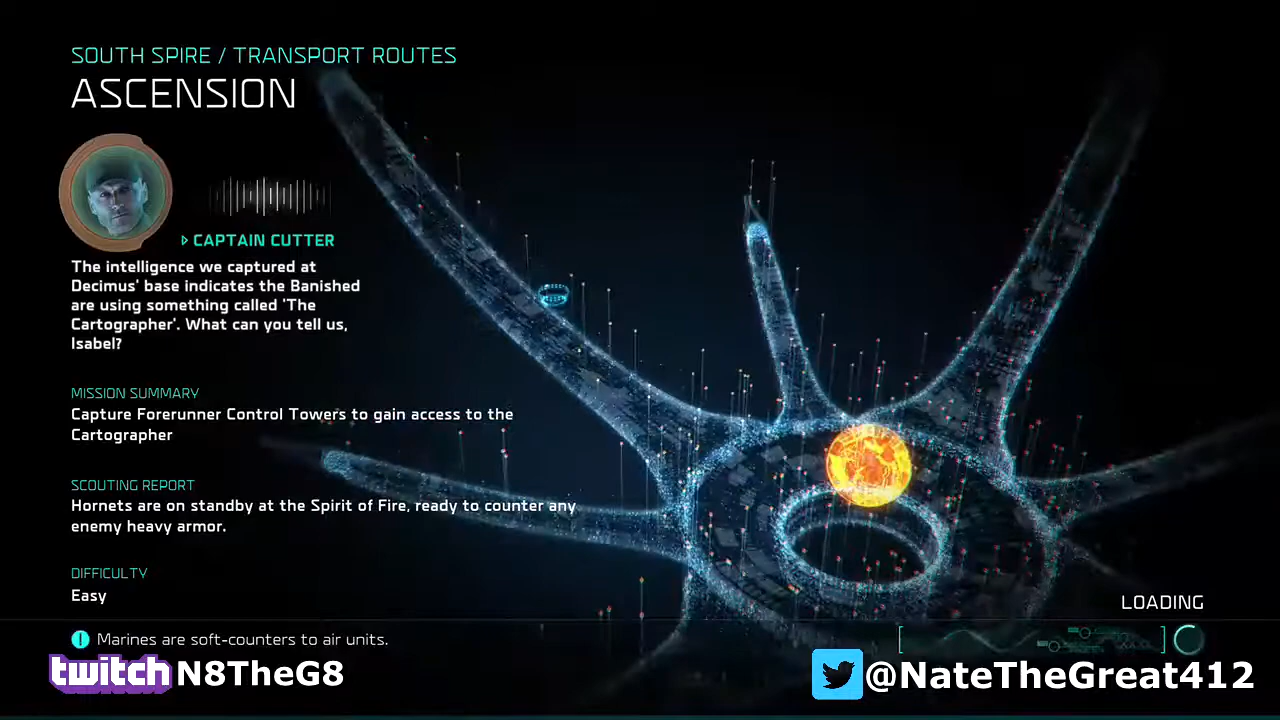 SOUTH SPIRE / TRANSPORT ROUTES
ASCENSION
CAPTAIN CUTTER
The intelligence we captured at
Decimus' base indicates the Banished
are using something called 'The
Cartographer'. What can you tell us,
Isabel?
MISSION SUMMARY
Capture Forerunner Control Towers to gain access to the
Cartographer
SCOUTING REPORT
Hornets are on standby at the Spirit of Fire, ready to counter any
enemy heavy armor.
DIFFICULTY
Easy
LOADING
Marines are soft-counters to air units.
twitch N8TheG8
@NateTheGreat412